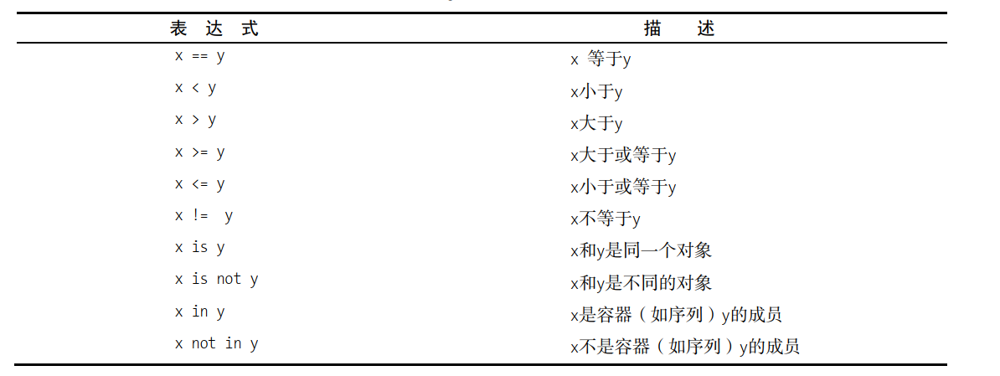 表 达 式 描 述
x == y x 等于y
x < y x小于y
x > y x大于y
x >= y x大于或等于y
x <= y x小于或等于y
x != y x不等于y
x is y x和y是同一个对象
x is not y x和y是不同的对象
x in y x是容器（如序列）y的成员
x not in y x不是容器（如序列）y的成员